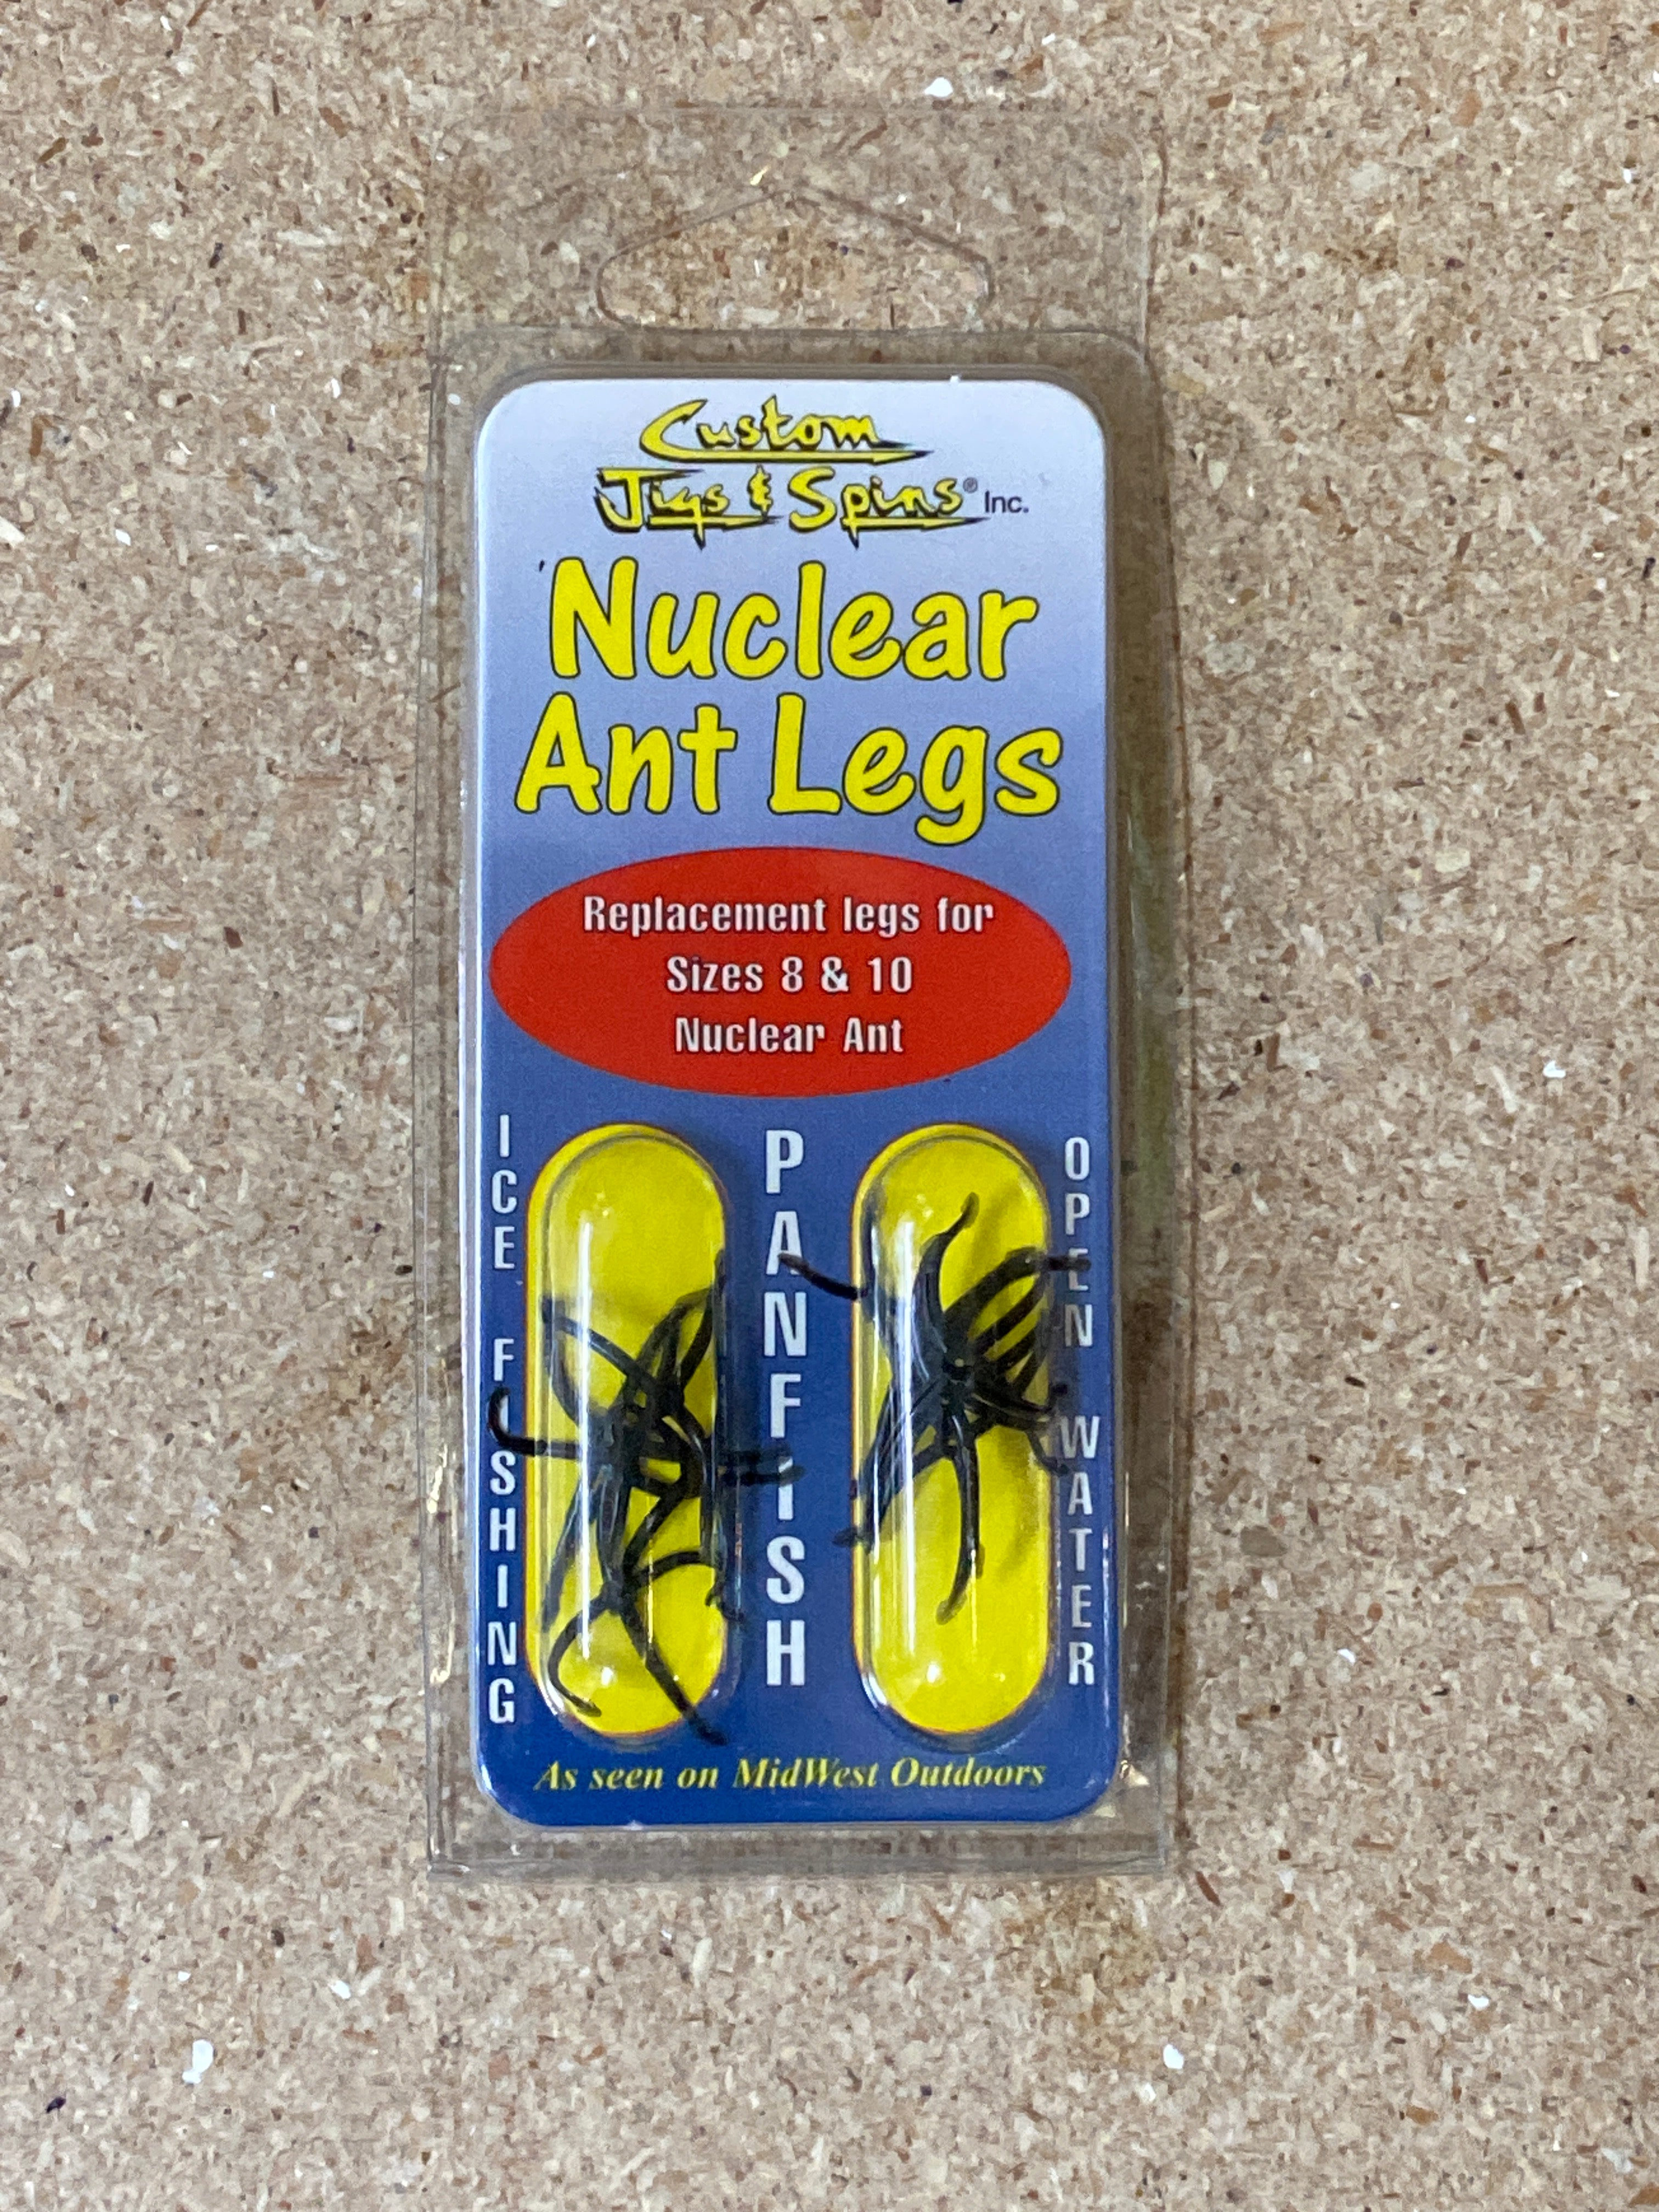 Custom
Jigs & Spins® Inc.
Nuclear
Ant Legs
Replacement legs for
Sizes 8 & 10
Nuclear Ant
ICE FISHING
PANFISH
OPEN WATER
As seen on MidWest Outdoors